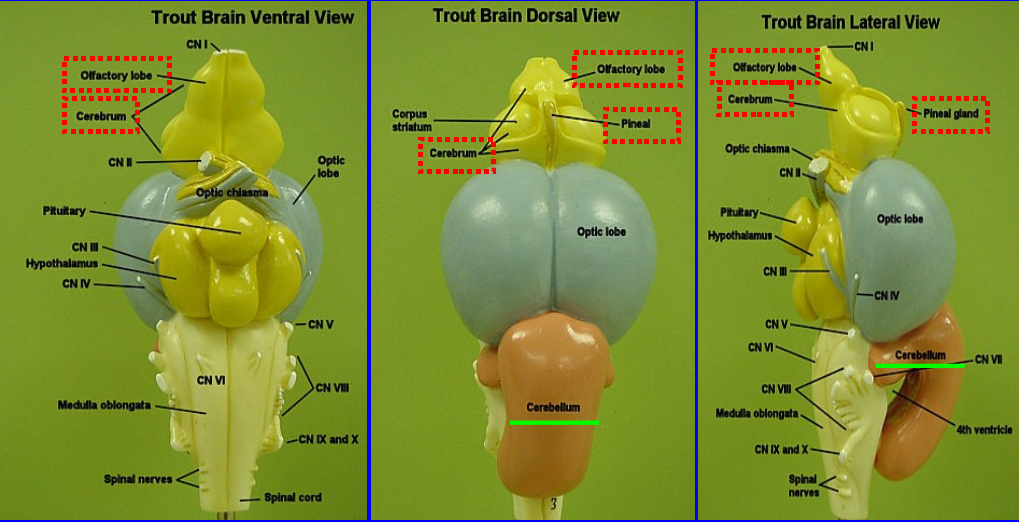 Trout Brain Ventral View
CN I
Olfactory lobe
Cerebrum
CN II
Optic
lobe
Optic chiasma
Pituitary
CN III
Hypothalamus
CN IV
CN V
CN VI
CN VIII
Medulla oblongata
CN IX and X
Spinal nerves
Spinal cord
Trout Brain Dorsal View
Olfactory lobe
Corpus
striatum
Pineal
Cerebrum
Optic lobe
Cerebellum
3
Trout Brain Lateral View
CN I
Olfactory lobe
Cerebrum
Pineal gland
Optic chiasma
CN II
Pituitary
Optic lobe
Hypothalamus
CN III
CN IV
CN V
CN VI
Cerebellum
CN VII
CN VIII
Medulla oblongata
4th ventricle
CN IX and X
Spinal
nerves